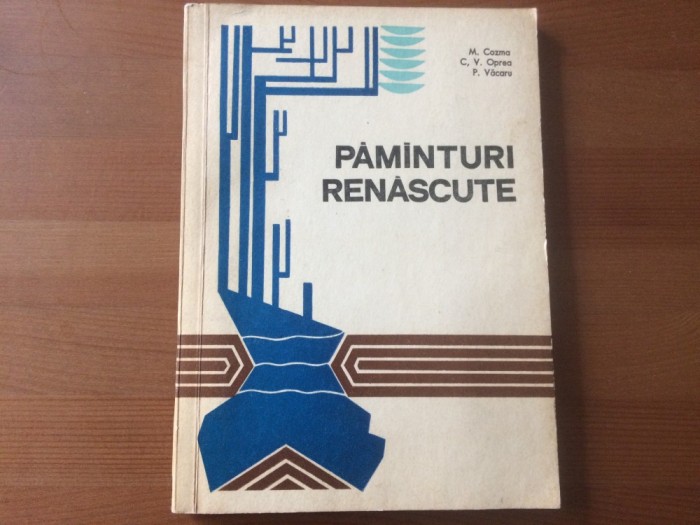 M. Cozma
C. V. Oprea
P. Văcaru
PĂMÎNTURI
RENĂSCUTE